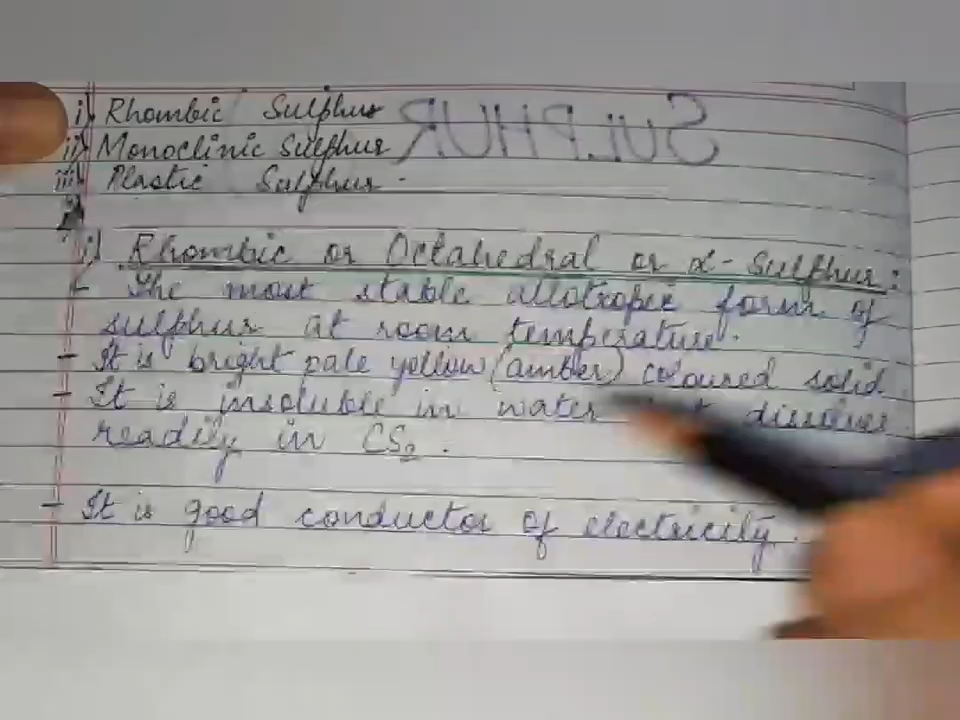 i) Rhombic Sulphur
ii) Monoclinic Sulphur
iii) Plastic Sulphur.
SULPHUR
i) Rhombic or Octahedral or α- Sulphur:
- The most stable allotropic form of
sulphur at room temperature.
- It is bright pale yellow (amber) coloured solid.
- It is insoluble in water dissolves
readily in CS2.
- It is good conductor of electricity.